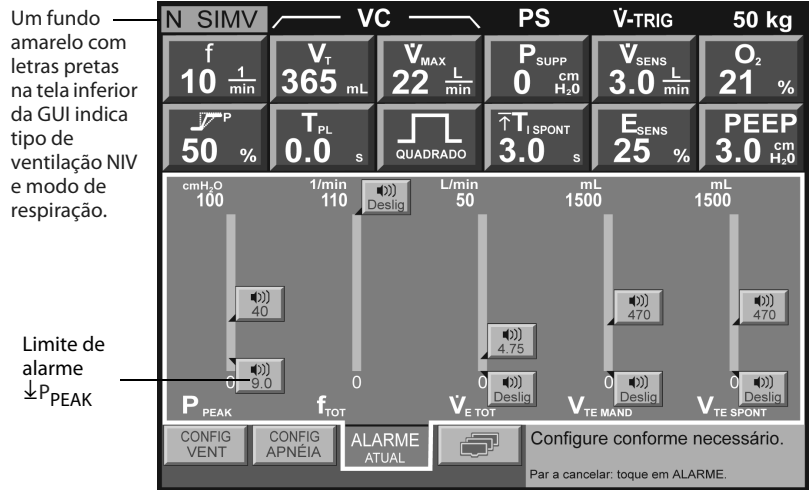 Um fundo
amarelo com
letras pretas
na tela inferior
da GUI indica
tipo de
ventilação NIV
e modo de
respiração.
Limite de
alarme
↓PPEAK
N SIMV VC PS V̇-TRIG 50 kg
f VT V̇MAX PSUPP V̇SENS O2
10 1/min 365 mL 22 L/min 0 cm H20 3.0 L/min 21 %
P TPL ↑TI SPONT ESENS PEEP
50 % 0.0 s QUADRADO 3.0 s 25 % 3.0 cm H20
cmH2O 1/min L/min mL mL
100 110 Deslig 50 1500 1500
40 470 470
4.75
0 9.0 0 0 Deslig 0 Deslig 0 Deslig
PPEAK fTOT V̇E TOT VTE MAND VTE SPONT
CONFIG VENT
CONFIG APNÉIA
ALARME ATUAL
Configure conforme necessário.
Par a cancelar: toque em ALARME.